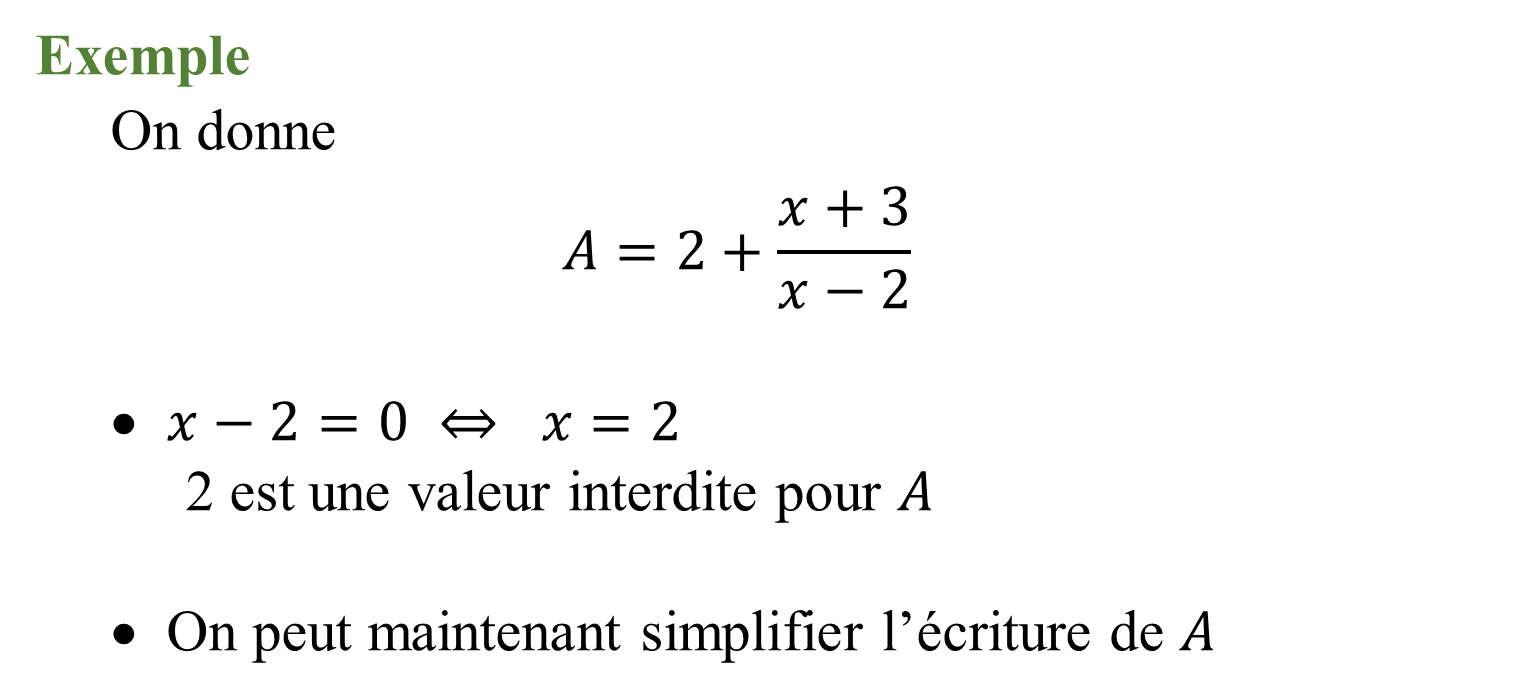 Exemple
On donne
A = 2 + \frac{x + 3}{x - 2}
• x − 2 = 0 ⇔ x = 2
2 est une valeur interdite pour A
• On peut maintenant simplifier l’écriture de A